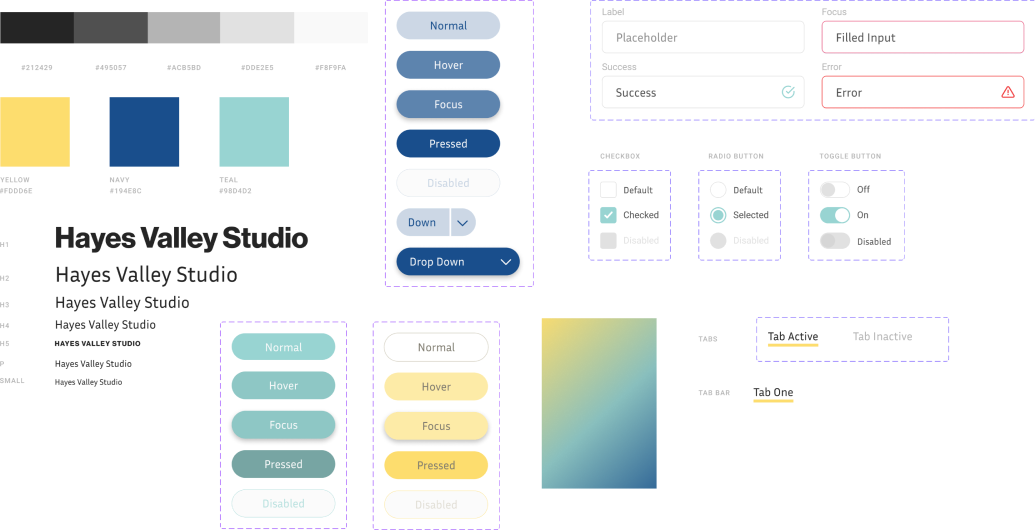 #212429
#495057
#ACB5BD
#DDE2E5
#F8F9FA
YELLOW
#FDDD6E
NAVY
#194E8C
TEAL
#98D4D2
H1
Hayes Valley Studio
H2
Hayes Valley Studio
H3
Hayes Valley Studio
H4
Hayes Valley Studio
H5
HAYES VALLEY STUDIO
P
Hayes Valley Studio
SMALL
Hayes Valley Studio
Normal
Hover
Focus
Pressed
Disabled
Down
Drop Down
Normal
Hover
Focus
Pressed
Disabled
Normal
Hover
Focus
Pressed
Disabled
Label
Placeholder
Focus
Filled Input
Success
Success
Error
Error
CHECKBOX
Default
Checked
Disabled
RADIO BUTTON
Default
Selected
Disabled
TOGGLE BUTTON
Off
On
Disabled
TABS
Tab Active
Tab Inactive
TAB BAR
Tab One